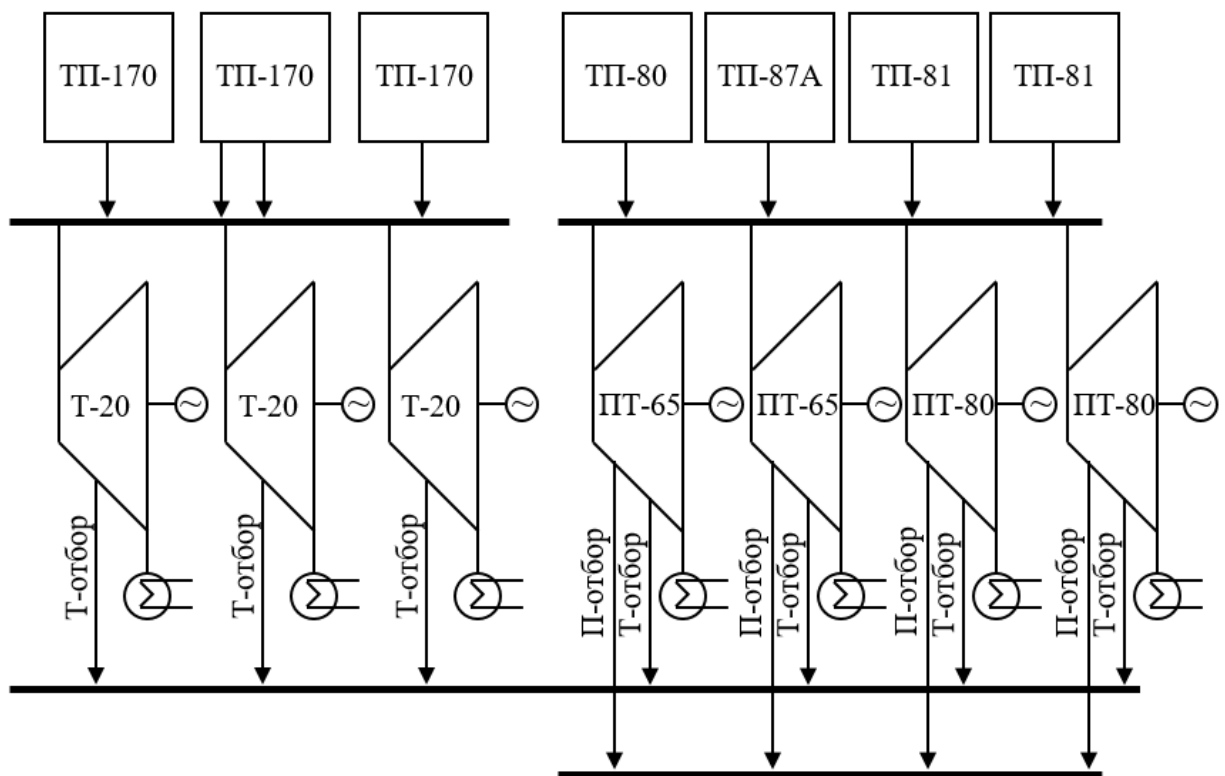 ТП-170
ТП-170
ТП-170
ТП-80
ТП-87А
ТП-81
ТП-81
Т-20
~
Т-20
~
Т-20
~
ПТ-65
~
ПТ-65
~
ПТ-80
~
ПТ-80
~
Т-отбор
Т-отбор
Т-отбор
П-отбор
Т-отбор
П-отбор
Т-отбор
П-отбор
Т-отбор
П-отбор
Т-отбор